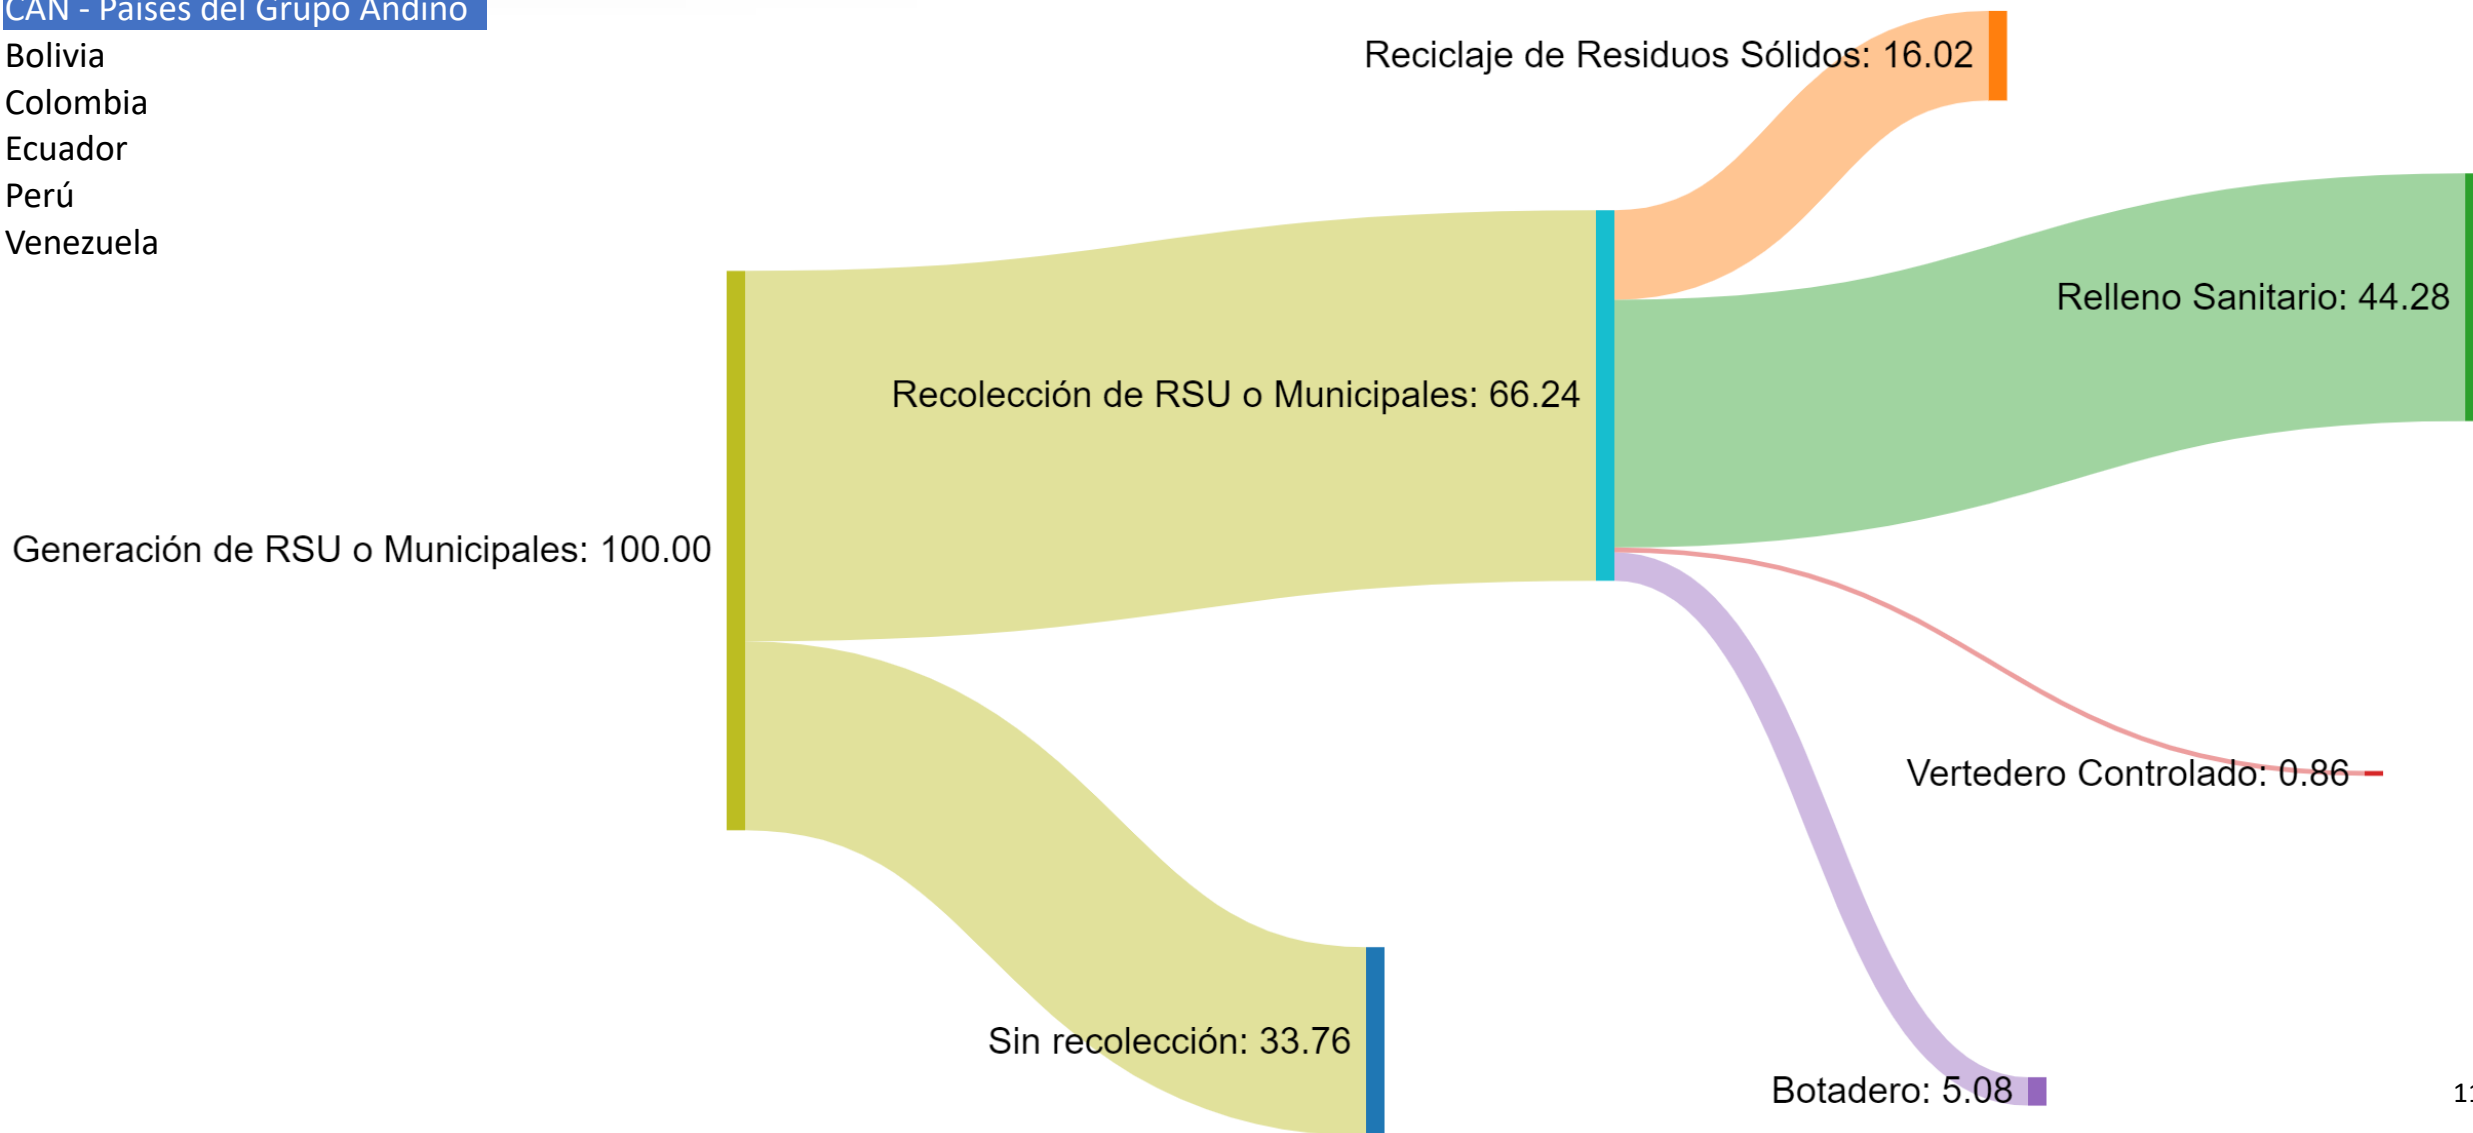 CAN - Países del Grupo Andino
Bolivia
Colombia
Ecuador
Perú
Venezuela
Reciclaje de Residuos Sólidos: 16.02
Relleno Sanitario: 44.28
Recolección de RSU o Municipales: 66.24
Generación de RSU o Municipales: 100.00
Vertedero Controlado: 0.86
Sin recolección: 33.76
Botadero: 5.08
11